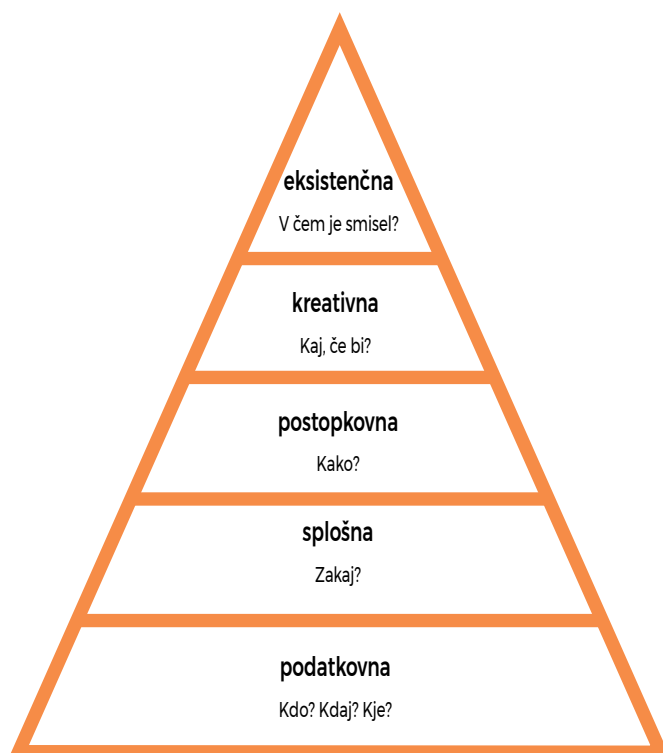 eksistenčna
V čem je smisel?
kreativna
Kaj, če bi?
postopkovna
Kako?
splošna
Zakaj?
podatkovna
Kdo? Kdaj? Kje?